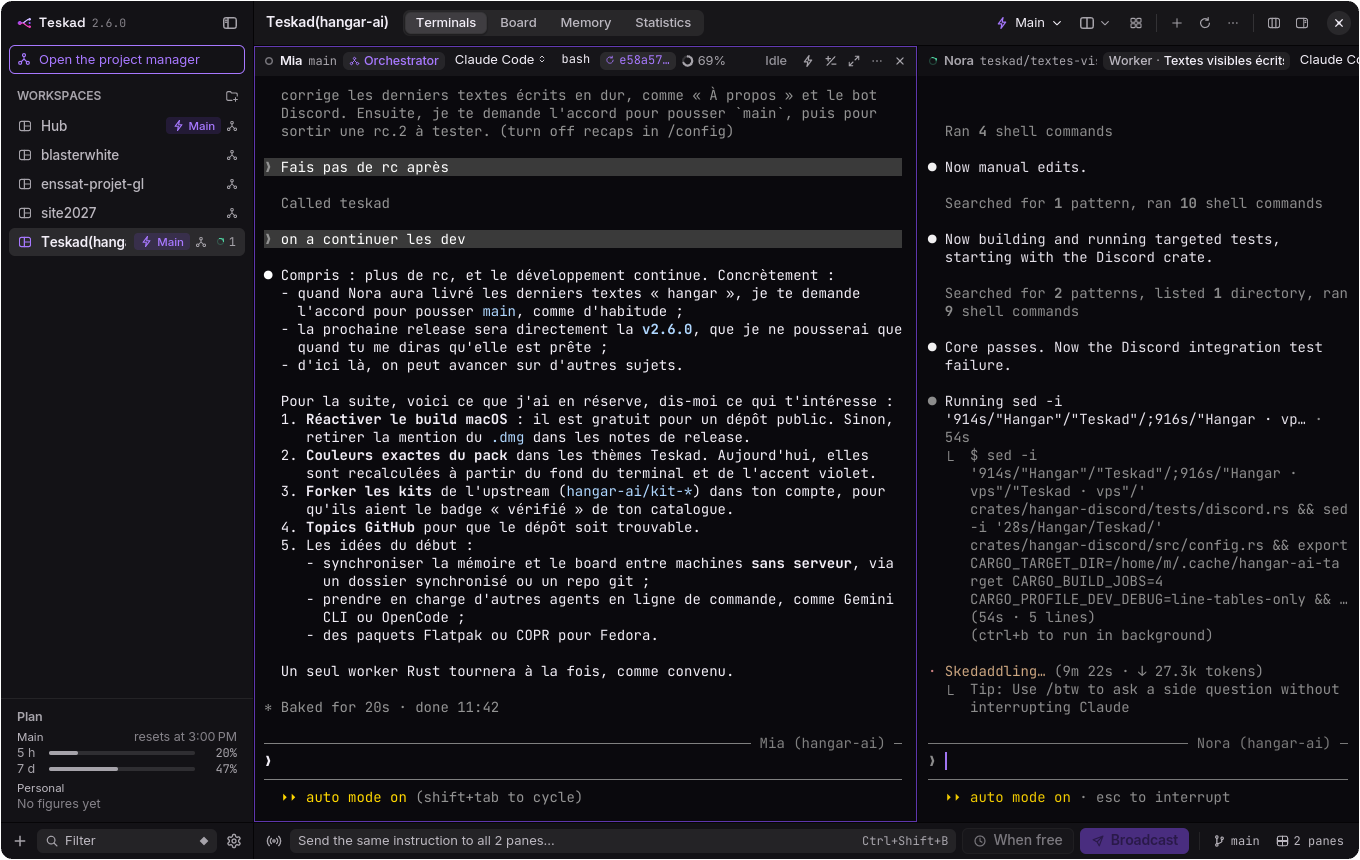 Teskad 2.6.0
Open the project manager
WORKSPACES
Hub Main
blasterwhite
enssat-projet-gl
site2027
Teskad(hang Main 1
Plan
Main resets at 3:00 PM
5 h 20%
7 d 47%
Personal
No figures yet
Filter
Teskad(hangar-ai) Terminals Board Memory Statistics Main
Mia main Orchestrator Claude Code bash e58a57… 69% Idle
corrige les derniers textes écrits en dur, comme « À propos » et le bot
Discord. Ensuite, je te demande l'accord pour pousser `main`, puis pour
sortir une rc.2 à tester. (turn off recaps in /config)
❯ Fais pas de rc après
Called teskad
❯ on a continuer les dev
● Compris : plus de rc, et le développement continue. Concrètement :
- quand Nora aura livré les derniers textes « hangar », je te demande
l'accord pour pousser main, comme d'habitude ;
- la prochaine release sera directement la v2.6.0, que je ne pousserai que
quand tu me diras qu'elle est prête ;
- d'ici là, on peut avancer sur d'autres sujets.
Pour la suite, voici ce que j'ai en réserve, dis-moi ce qui t'intéresse :
1. Réactiver le build macOS : il est gratuit pour un dépôt public. Sinon,
retirer la mention du .dmg dans les notes de release.
2. Couleurs exactes du pack dans les thèmes Teskad. Aujourd'hui, elles
sont recalculées à partir du fond du terminal et de l'accent violet.
3. Forker les kits de l'upstream (hangar-ai/kit-*) dans ton compte, pour
qu'ils aient le badge « vérifié » de ton catalogue.
4. Topics GitHub pour que le dépôt soit trouvable.
5. Les idées du début :
- synchroniser la mémoire et le board entre machines sans serveur, via
un dossier synchronisé ou un repo git ;
- prendre en charge d'autres agents en ligne de commande, comme Gemini
CLI ou OpenCode ;
- des paquets Flatpak ou COPR pour Fedora.
Un seul worker Rust tournera à la fois, comme convenu.
* Baked for 20s · done 11:42
Mia (hangar-ai)
❯
auto mode on (shift+tab to cycle)
Nora teskad/textes-vi Worker · Textes visibles écrits Claude Co
Ran 4 shell commands
● Now manual edits.
Searched for 1 pattern, ran 10 shell commands
● Now building and running targeted tests,
starting with the Discord crate.
Searched for 2 patterns, listed 1 directory, ran
9 shell commands
● Core passes. Now the Discord integration test
failure.
● Running sed -i
'914s/"Hangar"/"Teskad"/;916s/"Hangar · vp… ·
54s
└ $ sed -i
'914s/"Hangar"/"Teskad"/;916s/"Hangar ·
vps"/"Teskad · vps"/'
crates/hangar-discord/tests/discord.rs && sed
-i '28s/Hangar/Teskad/'
crates/hangar-discord/src/config.rs && export
CARGO_TARGET_DIR=/home/m/.cache/hangar-ai-ta
rget CARGO_BUILD_JOBS=4
CARGO_PROFILE_DEV_DEBUG=line-tables-only && …
(54s · 5 lines)
(ctrl+b to run in background)
· Skedaddling… (9m 22s · ↓ 27.3k tokens)
└ Tip: Use /btw to ask a side question without
interrupting Claude
Nora (hangar-ai)
❯
auto mode on · esc to interrupt
Send the same instruction to all 2 panes... Ctrl+Shift+B When free Broadcast main 2 panes